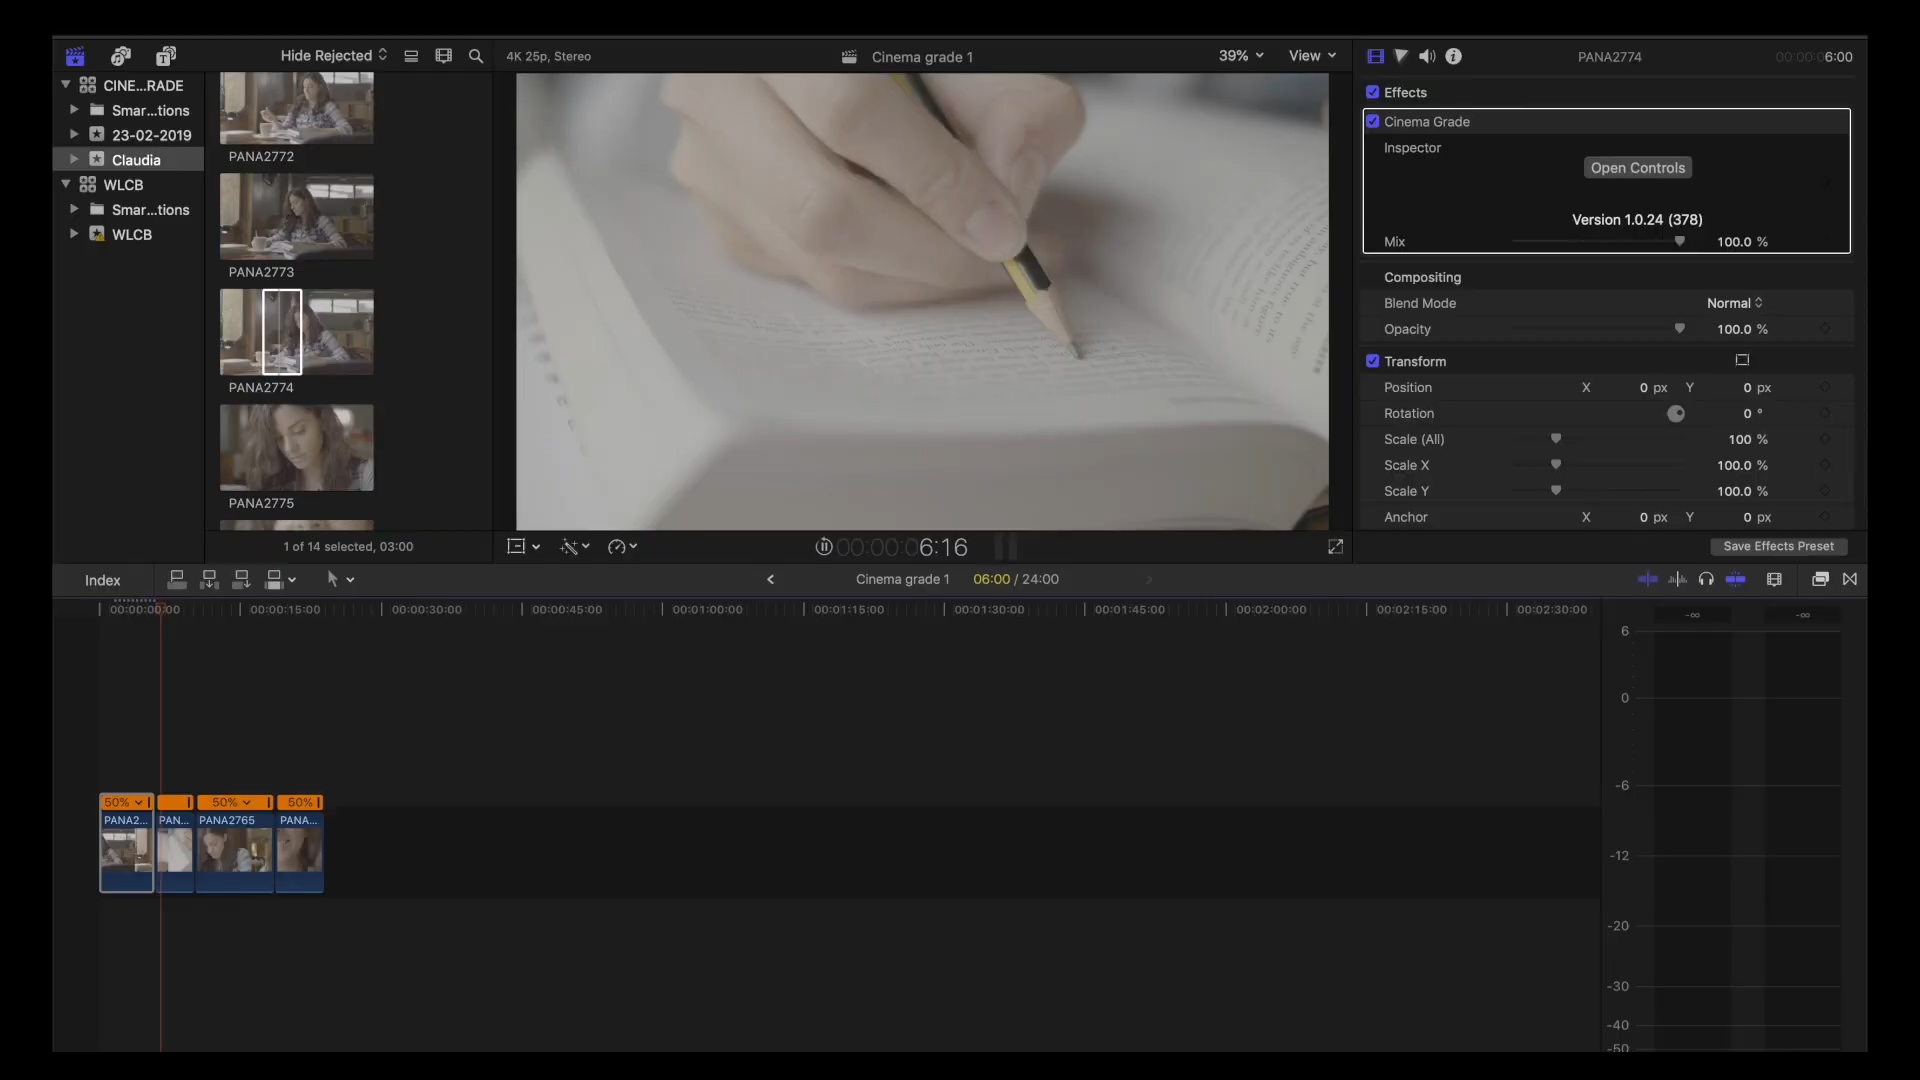 Hide Rejected
4K 25p, Stereo
Cinema grade 1
39%
View
PANA2774
00:00:06:00
CINE...RADE
Smar...tions
23-02-2019
Claudia
WLCB
Smar...tions
WLCB
PANA2772
PANA2773
PANA2774
PANA2775
1 of 14 selected, 03:00
00:00:06:16
Effects
Cinema Grade
Inspector
Open Controls
Version 1.0.24 (378)
Mix 100.0 %
Compositing
Blend Mode Normal
Opacity 100.0 %
Transform
Position X 0 px Y 0 px
Rotation 0 °
Scale (All) 100 %
Scale X 100.0 %
Scale Y 100.0 %
Anchor X 0 px Y 0 px
Save Effects Preset
Index
Cinema grade 1 06:00 / 24:00
00:00:00:00 00:00:15:00 00:00:30:00 00:00:45:00 00:01:00:00 00:01:15:00 00:01:30:00 00:01:45:00 00:02:00:00 00:02:15:00 00:02:30:00
50% 50% 50%
PANA2... PAN... PANA2765 PANA...
-∞ -∞
6
0
-6
-12
-20
-30
-40
-50